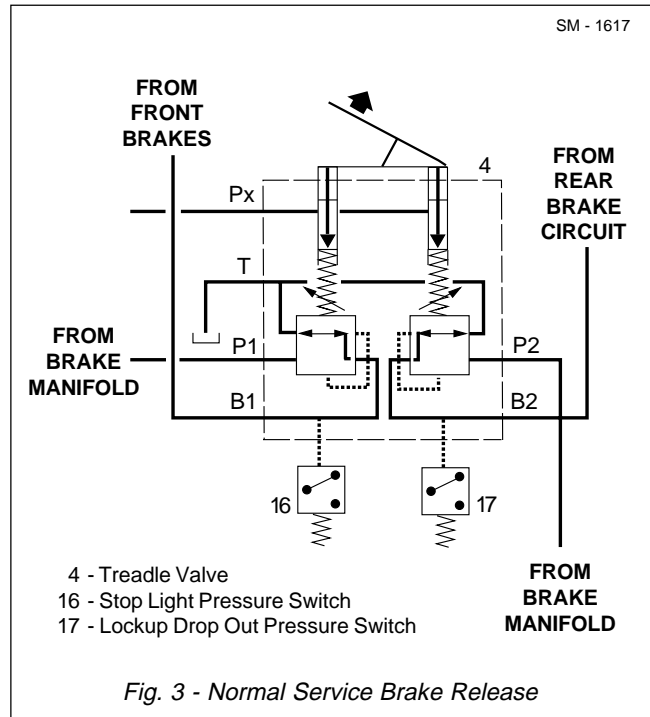 SM - 1617
FROM
FRONT
BRAKES
4
FROM
REAR
BRAKE
CIRCUIT
Px
T
FROM
BRAKE
MANIFOLD
P1
P2
B1
B2
16
17
4 - Treadle Valve
16 - Stop Light Pressure Switch
17 - Lockup Drop Out Pressure Switch
FROM
BRAKE
MANIFOLD
Fig. 3 - Normal Service Brake Release